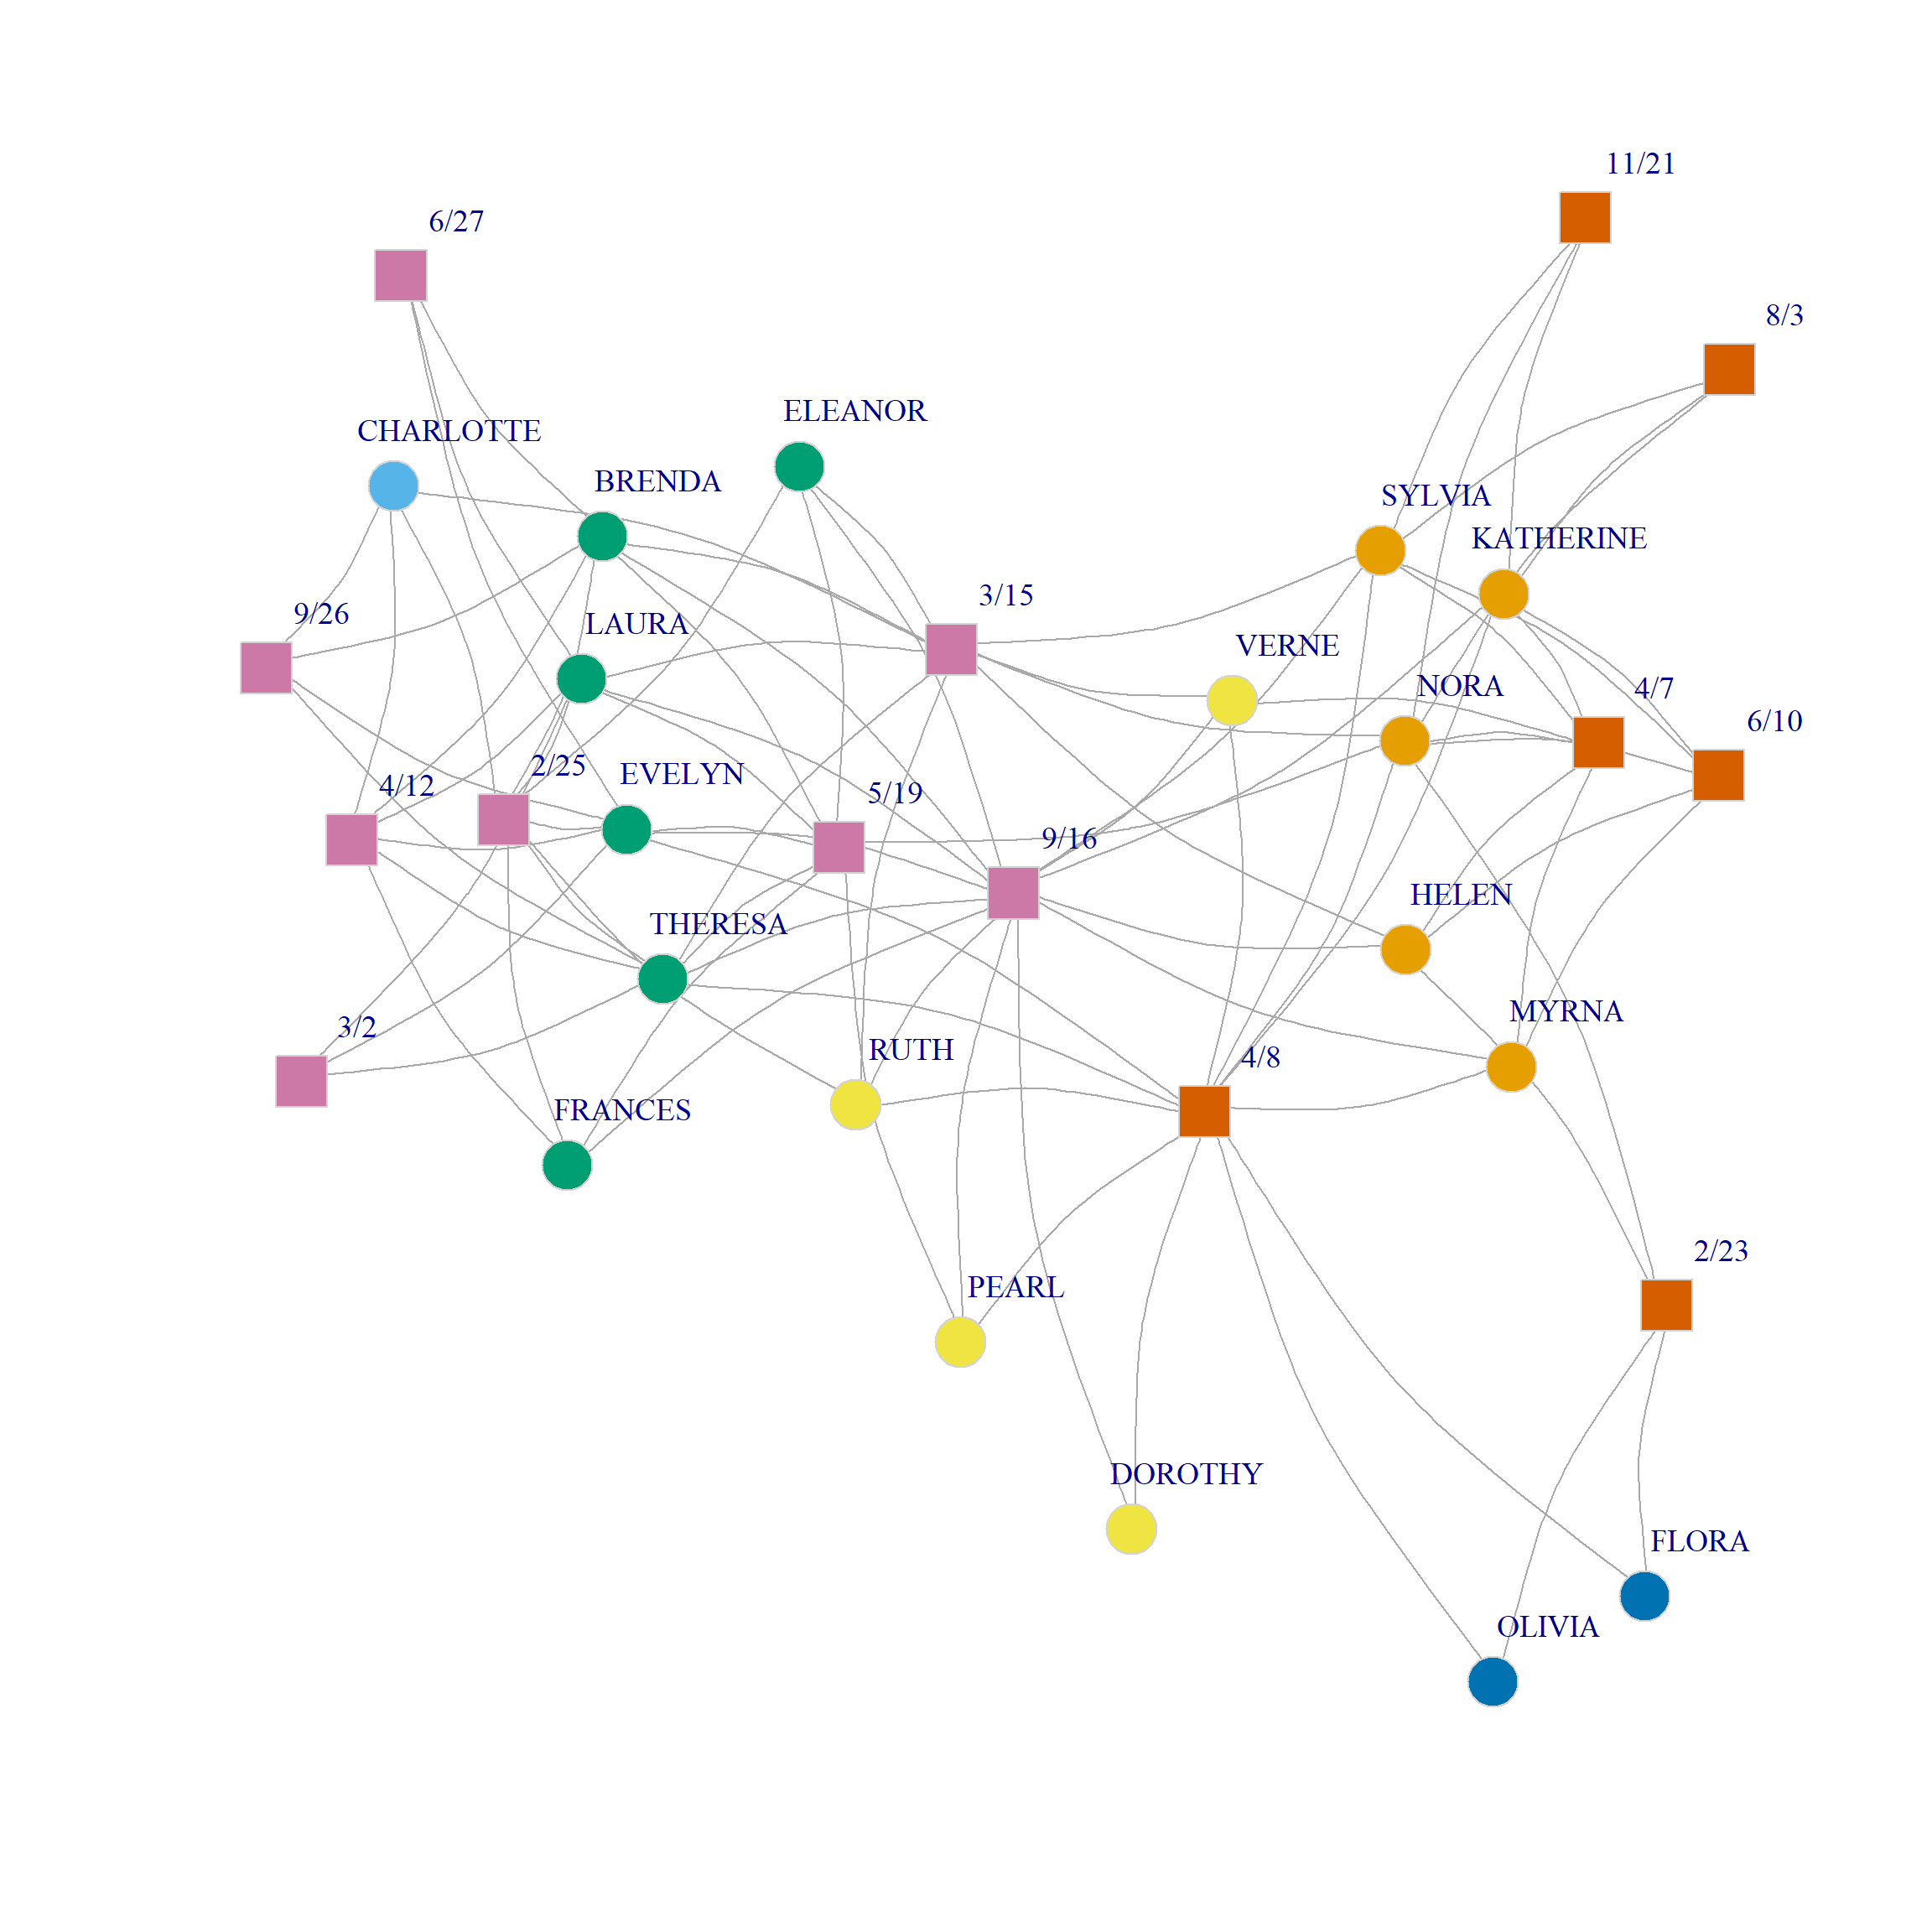 11/21
6/27
8/3
ELEANOR
CHARLOTTE
BRENDA
SYLVIA
KATHERINE
3/15
9/26
LAURA
VERNE
NORA
4/7
6/10
2/25
EVELYN
4/12
5/19
9/16
HELEN
THERESA
MYRNA
3/2
RUTH
4/8
FRANCES
2/23
PEARL
DOROTHY
FLORA
OLIVIA